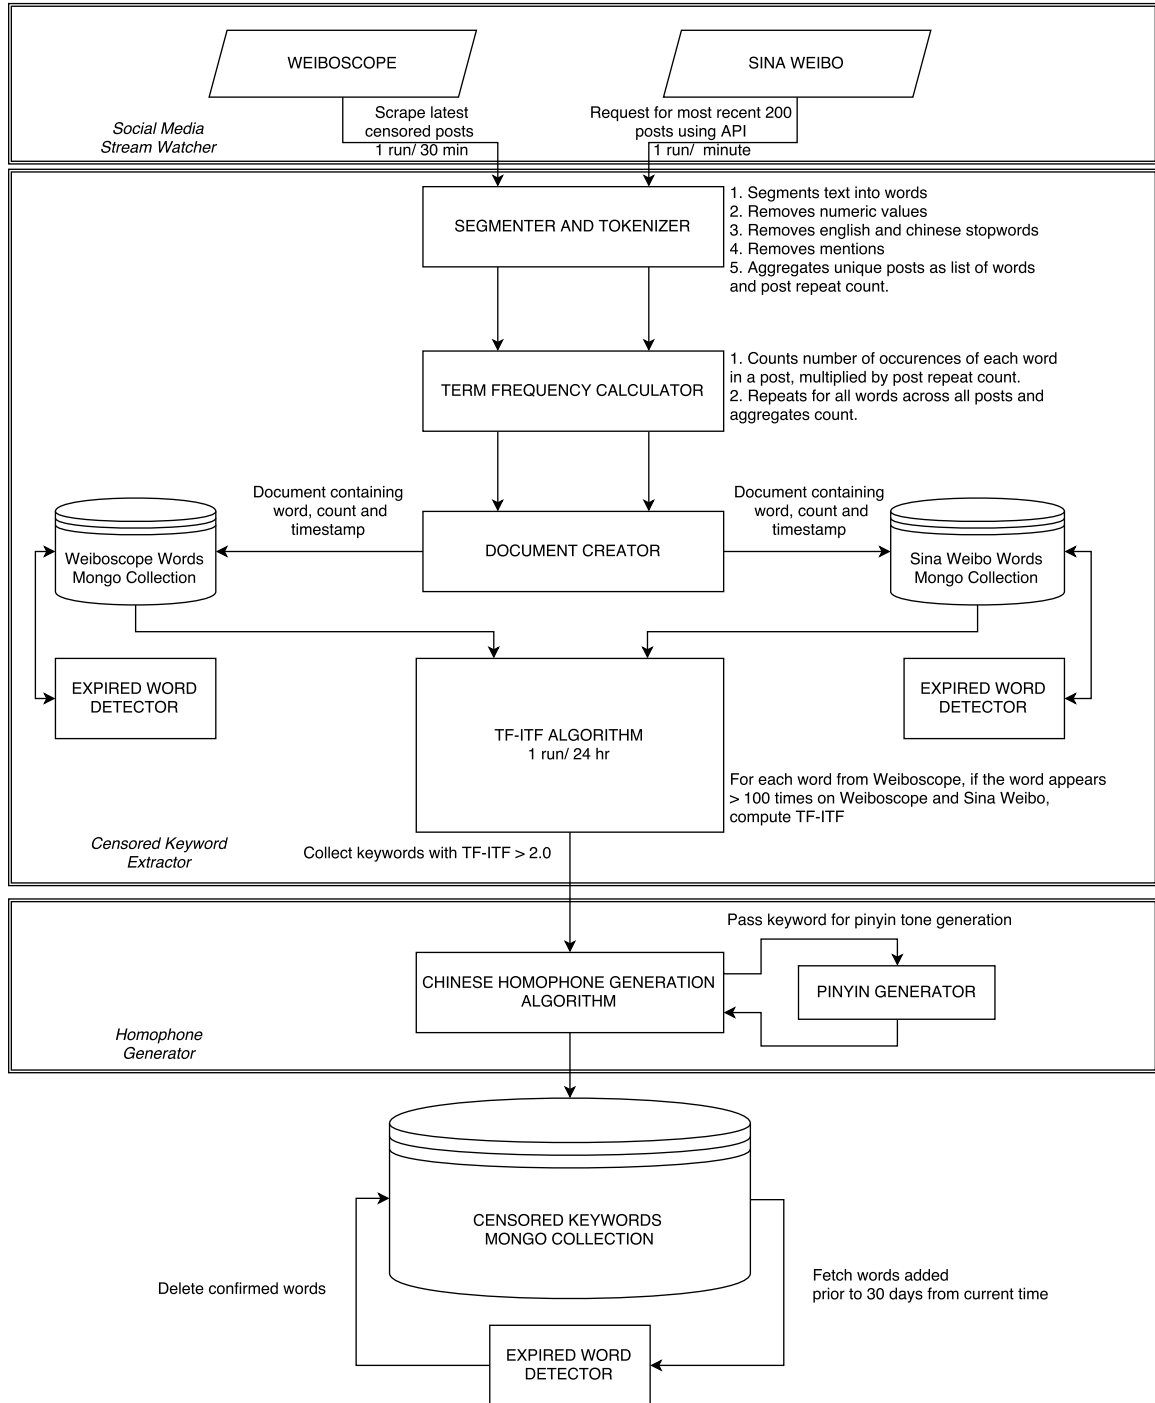 WEIBOSCOPE
SINA WEIBO
Scrape latest
censored posts
1 run/ 30 min
Request for most recent 200
posts using API
1 run/  minute
Social Media
Stream Watcher
SEGMENTER AND TOKENIZER
1. Segments text into words
2. Removes numeric values
3. Removes english and chinese stopwords
4. Removes mentions
5. Aggregates unique posts as list of words
and post repeat count.
TERM FREQUENCY CALCULATOR
1. Counts number of occurences of each word
in a post, multiplied by post repeat count.
2. Repeats for all words across all posts and
aggregates count.
Document containing
word, count and
timestamp
Document containing
word, count and
timestamp
Weiboscope Words
Mongo Collection
DOCUMENT CREATOR
Sina Weibo Words
Mongo Collection
EXPIRED WORD
DETECTOR
EXPIRED WORD
DETECTOR
TF-ITF ALGORITHM
1 run/ 24 hr
For each word from Weiboscope, if the word appears
> 100 times on Weiboscope and Sina Weibo,
compute TF-ITF
Censored Keyword
Extractor
Collect keywords with TF-ITF > 2.0
Pass keyword for pinyin tone generation
CHINESE HOMOPHONE GENERATION
ALGORITHM
PINYIN GENERATOR
Homophone
Generator
CENSORED KEYWORDS
MONGO COLLECTION
Delete confirmed words
Fetch words added
prior to 30 days from current time
EXPIRED WORD
DETECTOR